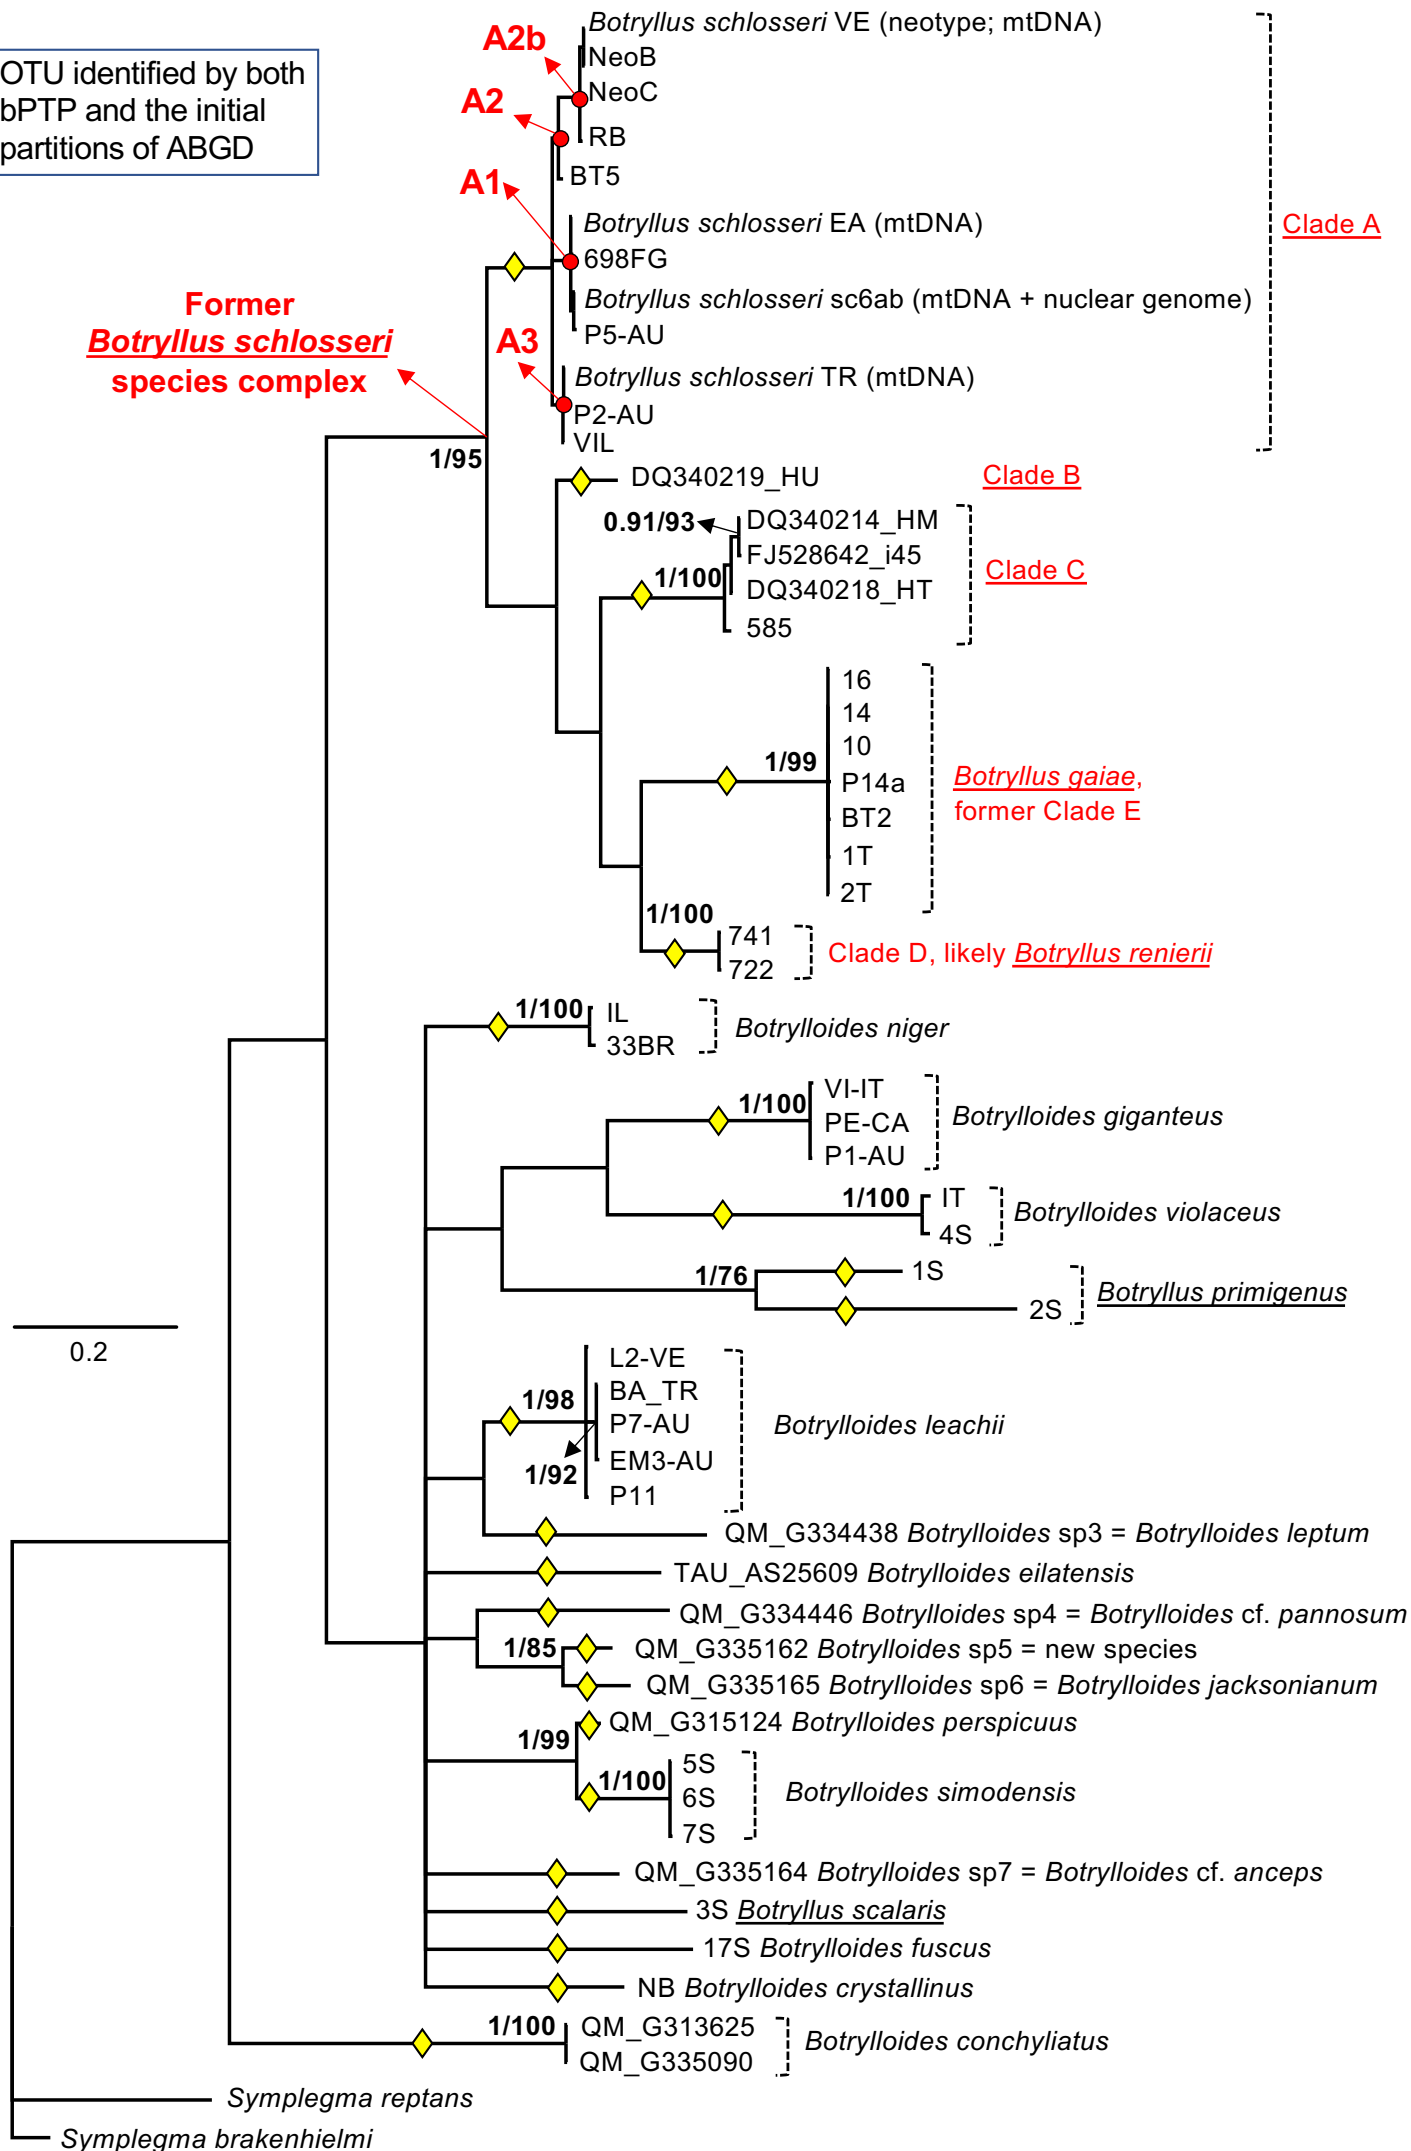 OTU identified by both
bPTP and the initial
partitions of ABGD
Botryllus schlosseri VE (neotype; mtDNA)
A2b
NeoB
NeoC
A2
RB
BT5
A1
Botryllus schlosseri EA (mtDNA)
Clade A
698FG
Botryllus schlosseri sc6ab (mtDNA + nuclear genome)
P5-AU
Former
Botryllus schlosseri
species complex
A3
Botryllus schlosseri TR (mtDNA)
P2-AU
VIL
1/95
DQ340219_HU
Clade B
0.91/93
DQ340214_HM
FJ528642_i45
1/100
DQ340218_HT
585
Clade C
16
14
10
1/99
P14a
BT2
1T
2T
Botryllus gaiae,
former Clade E
1/100
741
722
Clade D, likely Botryllus renierii
1/100
IL
33BR
Botrylloides niger
VI-IT
1/100
PE-CA
P1-AU
Botrylloides giganteus
1/100
IT
4S
Botrylloides violaceus
1/76
1S
2S
Botryllus primigenus
0.2
L2-VE
1/98
BA_TR
P7-AU
1/92
EM3-AU
P11
Botrylloides leachii
QM_G334438 Botrylloides sp3 = Botrylloides leptum
TAU_AS25609 Botrylloides eilatensis
QM_G334446 Botrylloides sp4 = Botrylloides cf. pannosum
1/85
QM_G335162 Botrylloides sp5 = new species
QM_G335165 Botrylloides sp6 = Botrylloides jacksonianum
QM_G315124 Botrylloides perspicuus
1/99
1/100
5S
6S
7S
Botrylloides simodensis
QM_G335164 Botrylloides sp7 = Botrylloides cf. anceps
3S Botryllus scalaris
17S Botrylloides fuscus
NB Botrylloides crystallinus
1/100
QM_G313625
QM_G335090
Botrylloides conchyliatus
Symplegma reptans
Symplegma brakenhielmi